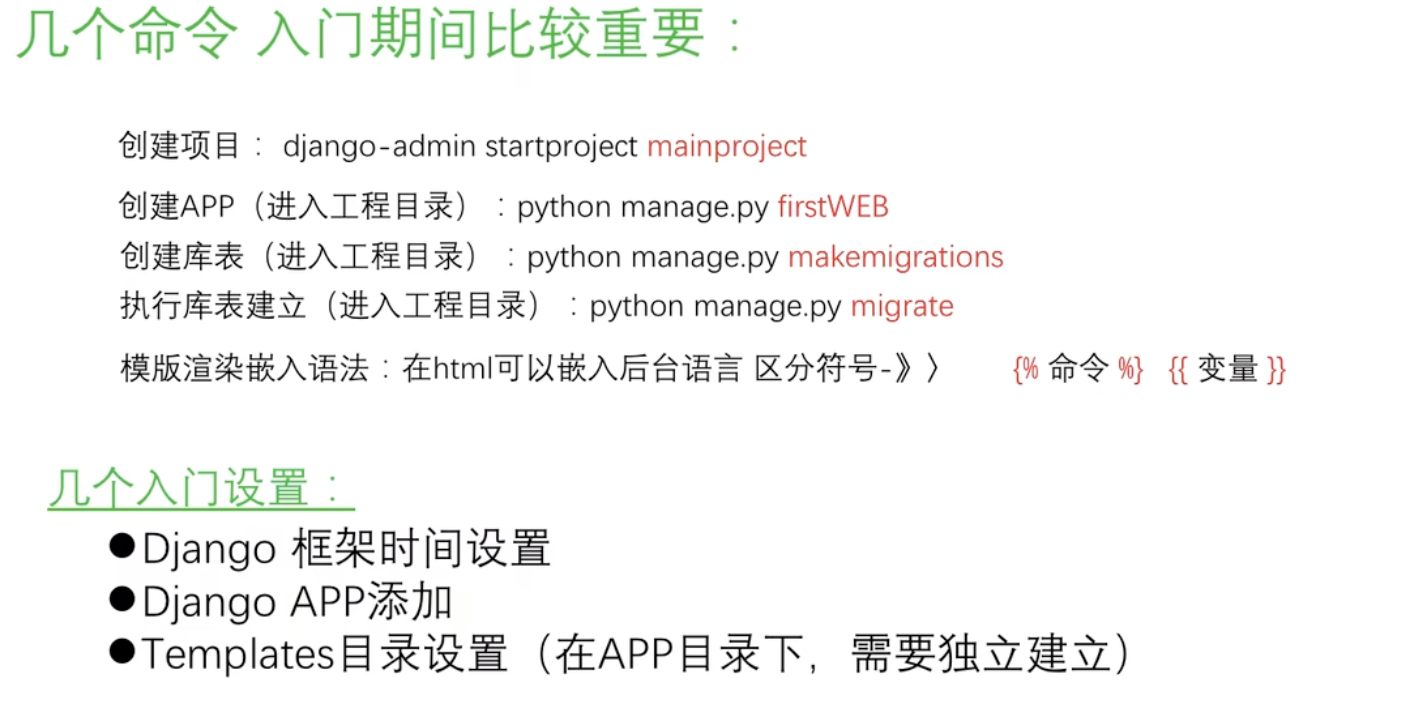 几个命令 入门期间比较重要：
创建项目： django-admin startproject mainproject
创建APP（进入工程目录）：python manage.py firstWEB
创建库表（进入工程目录）：python manage.py makemigrations
执行库表建立（进入工程目录）：python manage.py migrate
模版渲染嵌入语法：在html可以嵌入后台语言 区分符号-》〉 {% 命令 %} {{ 变量 }}
几个入门设置：
●Django 框架时间设置
●Django APP添加
●Templates目录设置（在APP目录下，需要独立建立）